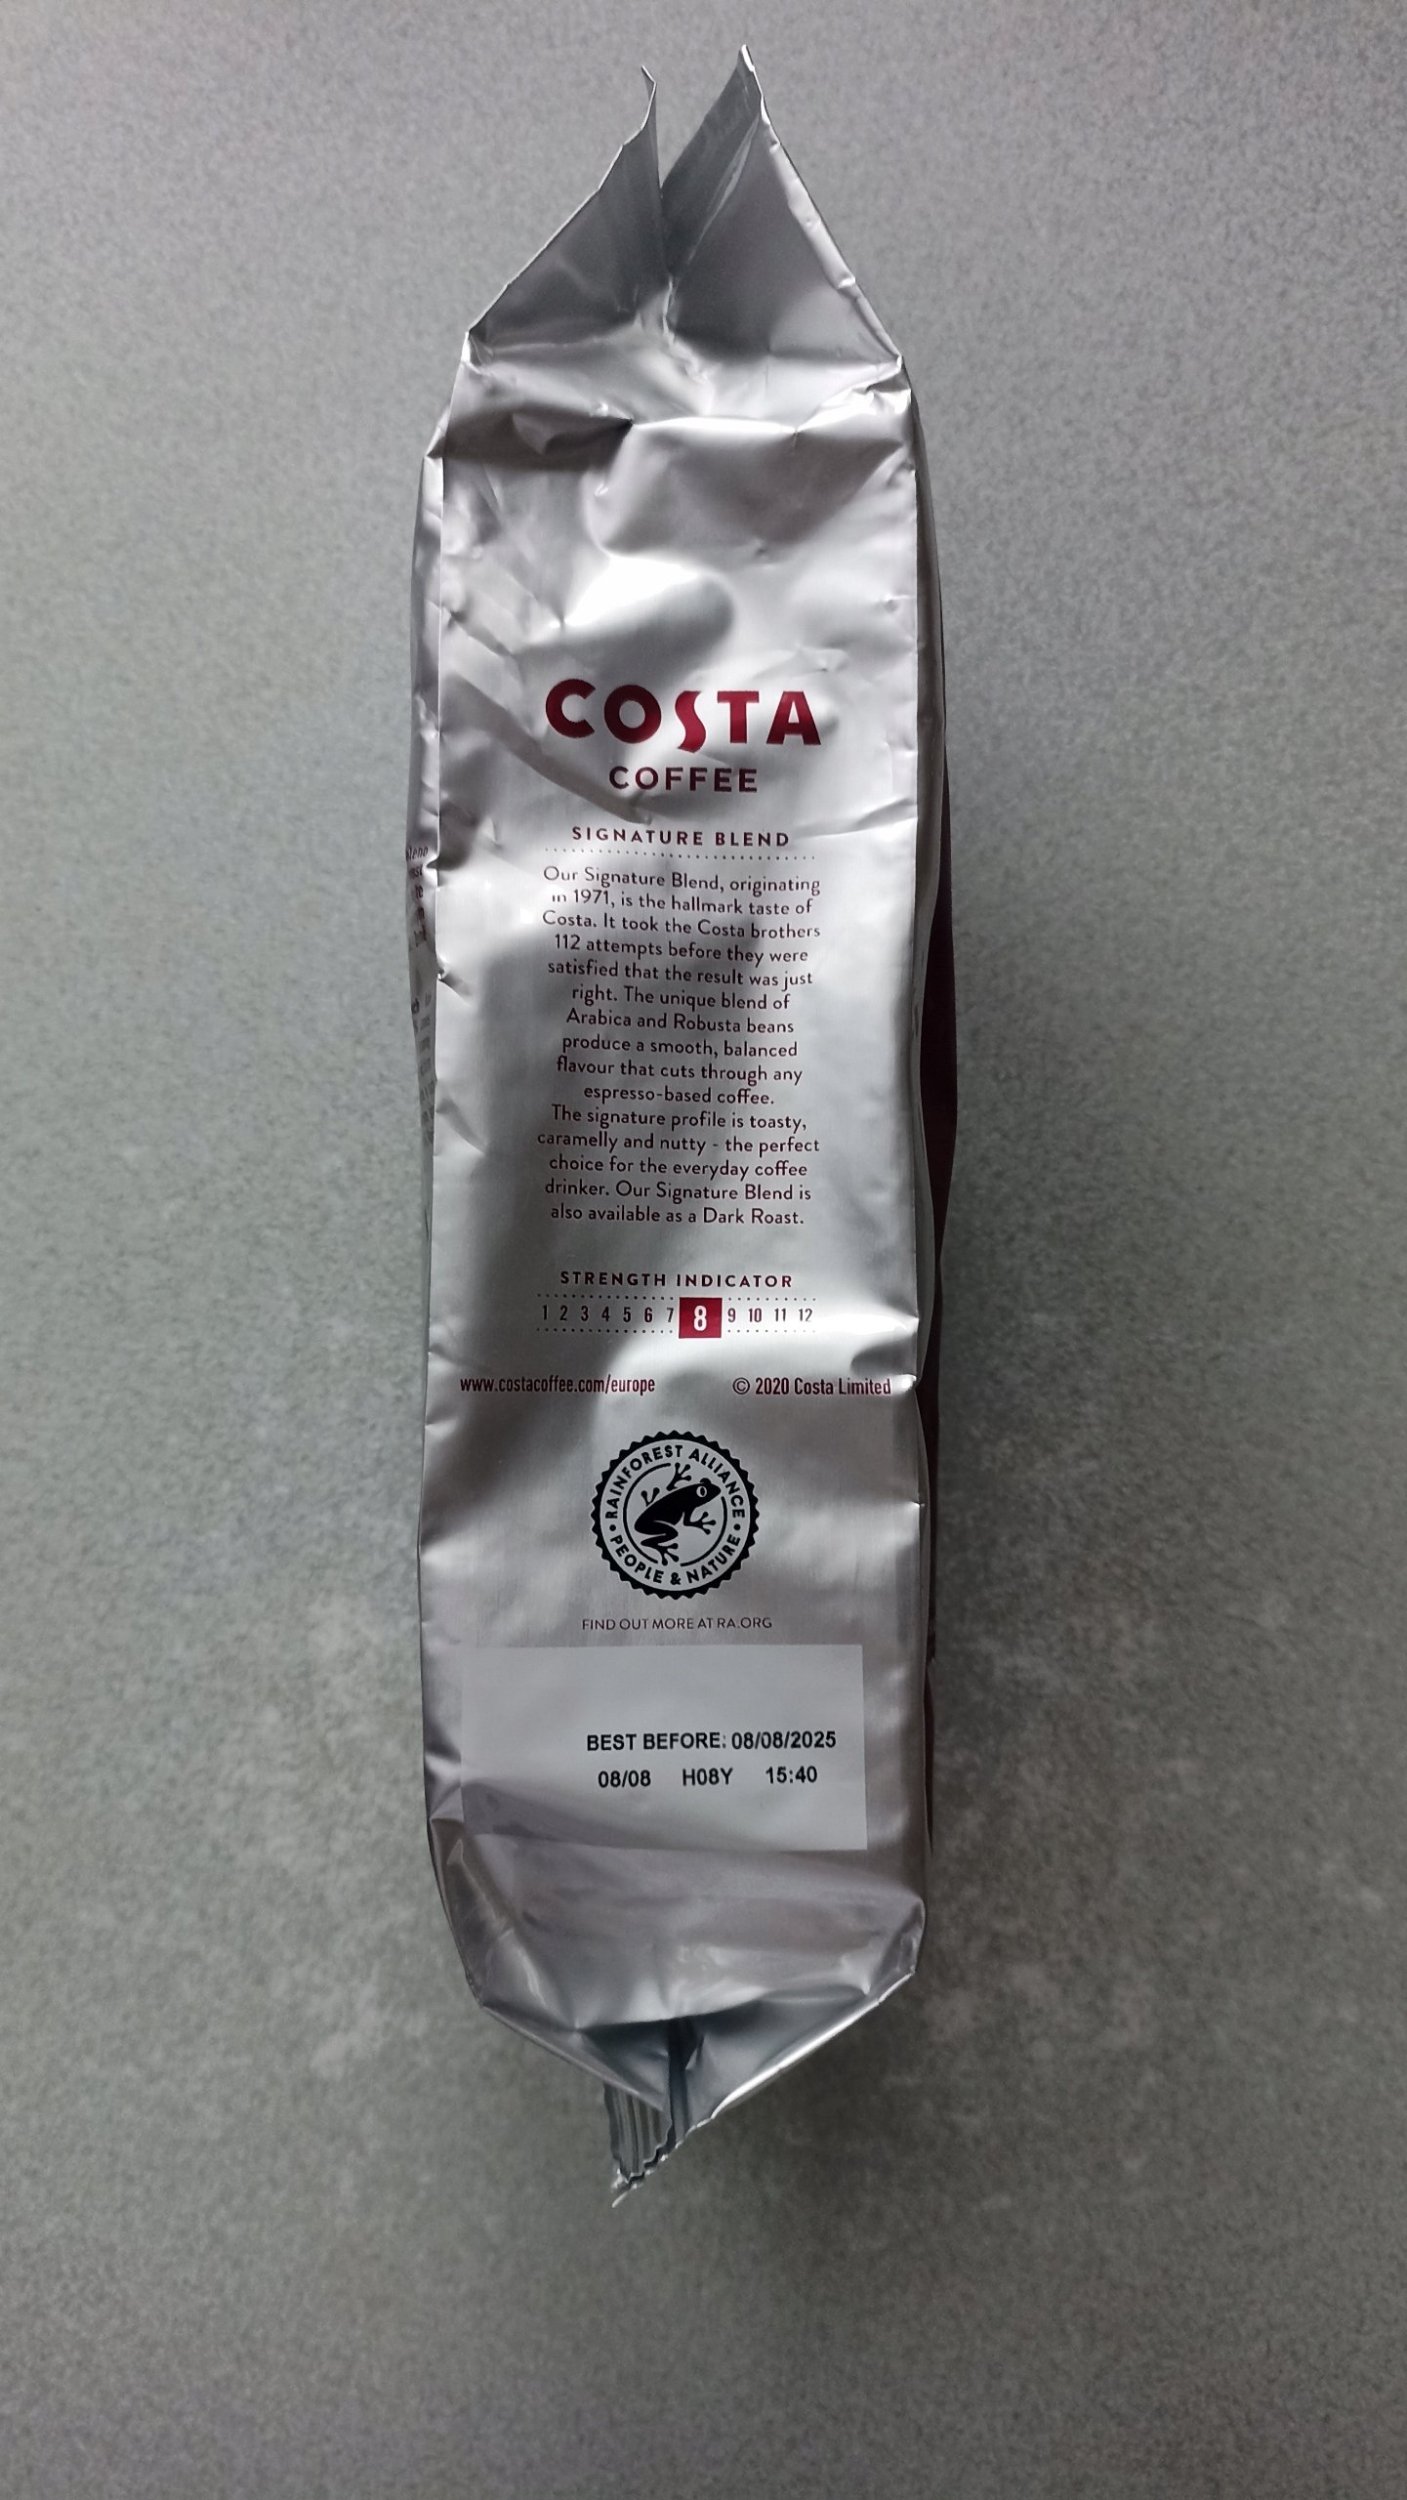 COSTA
COFFEE
SIGNATURE BLEND
Our Signature Blend, originating
in 1971, is the hallmark taste of
Costa. It took the Costa brothers
112 attempts before they were
satisfied that the result was just
right. The unique blend of
Arabica and Robusta beans
produce a smooth, balanced
flavour that cuts through any
espresso-based coffee.
The signature profile is toasty,
caramelly and nutty - the perfect
choice for the everyday coffee
drinker. Our Signature Blend is
also available as a Dark Roast.
STRENGTH INDICATOR
1 2 3 4 5 6 7 8 9 10 11 12
www.costacoffee.com/europe © 2020 Costa Limited
RAINFOREST ALLIANCE
PEOPLE & NATURE
FIND OUT MORE AT RA.ORG
BEST BEFORE: 08/08/2025
08/08 H08Y 15:40